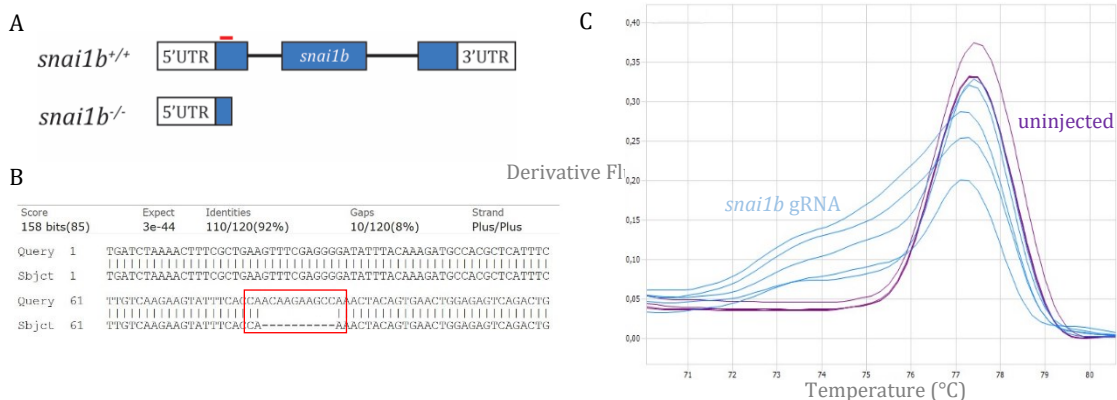 A
snai1b+/+
5'UTR
snai1b
3'UTR
snai1b-/-
5'UTR
B
Score Expect Identities Gaps Strand
158 bits(85) 3e-44 110/120(92%) 10/120(8%) Plus/Plus
Query 1 TGATCTAAAACTTTCGCTGAAGTTTCGAGGGGATATTTACAAAGATGCCACGCTCATTTC
Sbjct 1 TGATCTAAAACTTTCGCTGAAGTTTCGAGGGGATATTTACAAAGATGCCACGCTCATTTC
Query 61 TTGTCAAGAAGTATTTCACCAACAAGAAGCCAAACTACAGTGAACTGGAGAGTCAGACTG
Sbjct 61 TTGTCAAGAAGTATTTCACCA----------AAACTACAGTGAACTGGAGAGTCAGACTG
C
0,40
0,35
0,30
0,25
0,20
0,15
0,10
0,05
0,00
Derivative Flu
uninjected
snai1b gRNA
71 72 73 74 75 76 77 78 79 80
Temperature (°C)